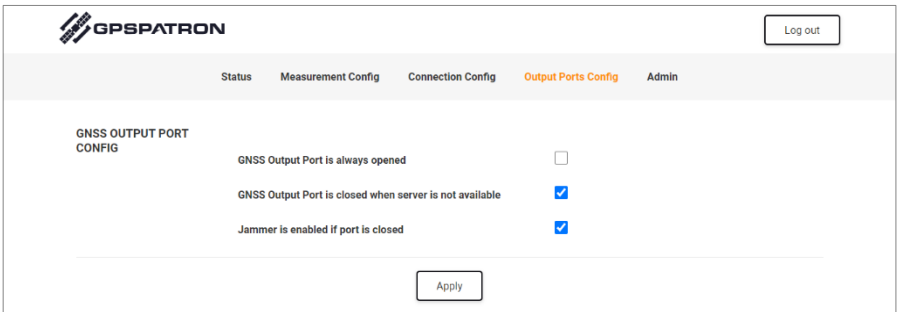 GPSPATRON
Log out
Status Measurement Config Connection Config Output Ports Config Admin
GNSS OUTPUT PORT
CONFIG
GNSS Output Port is always opened
GNSS Output Port is closed when server is not available
Jammer is enabled if port is closed
Apply